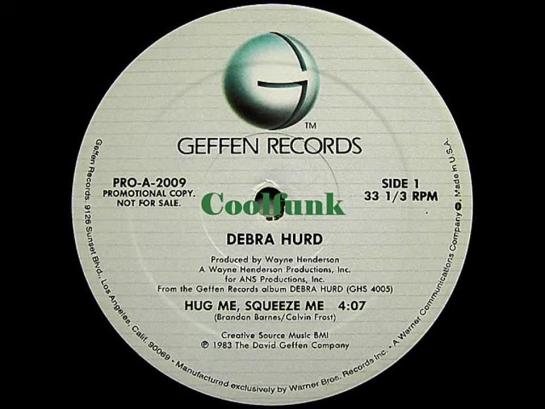 TM
GEFFEN RECORDS
PRO-A-2009
PROMOTIONAL COPY.
NOT FOR SALE.
SIDE 1
33 1/3 RPM
Coolfunk
DEBRA HURD
Produced by Wayne Henderson
A Wayne Henderson Productions, Inc.
for ANS Productions, Inc.
From the Geffen Records album DEBRA HURD (GHS 4005)
HUG ME, SQUEEZE ME 4:07
(Brandon Barnes/Calvin Frost)
Creative Source Music BMI
℗ 1983 The David Geffen Company
Geffen Records, 9126 Sunset Blvd., Los Angeles, Calif. 90069 • Manufactured exclusively by Warner Bros. Records Inc. • A Warner Communications Company. Made in U.S.A.